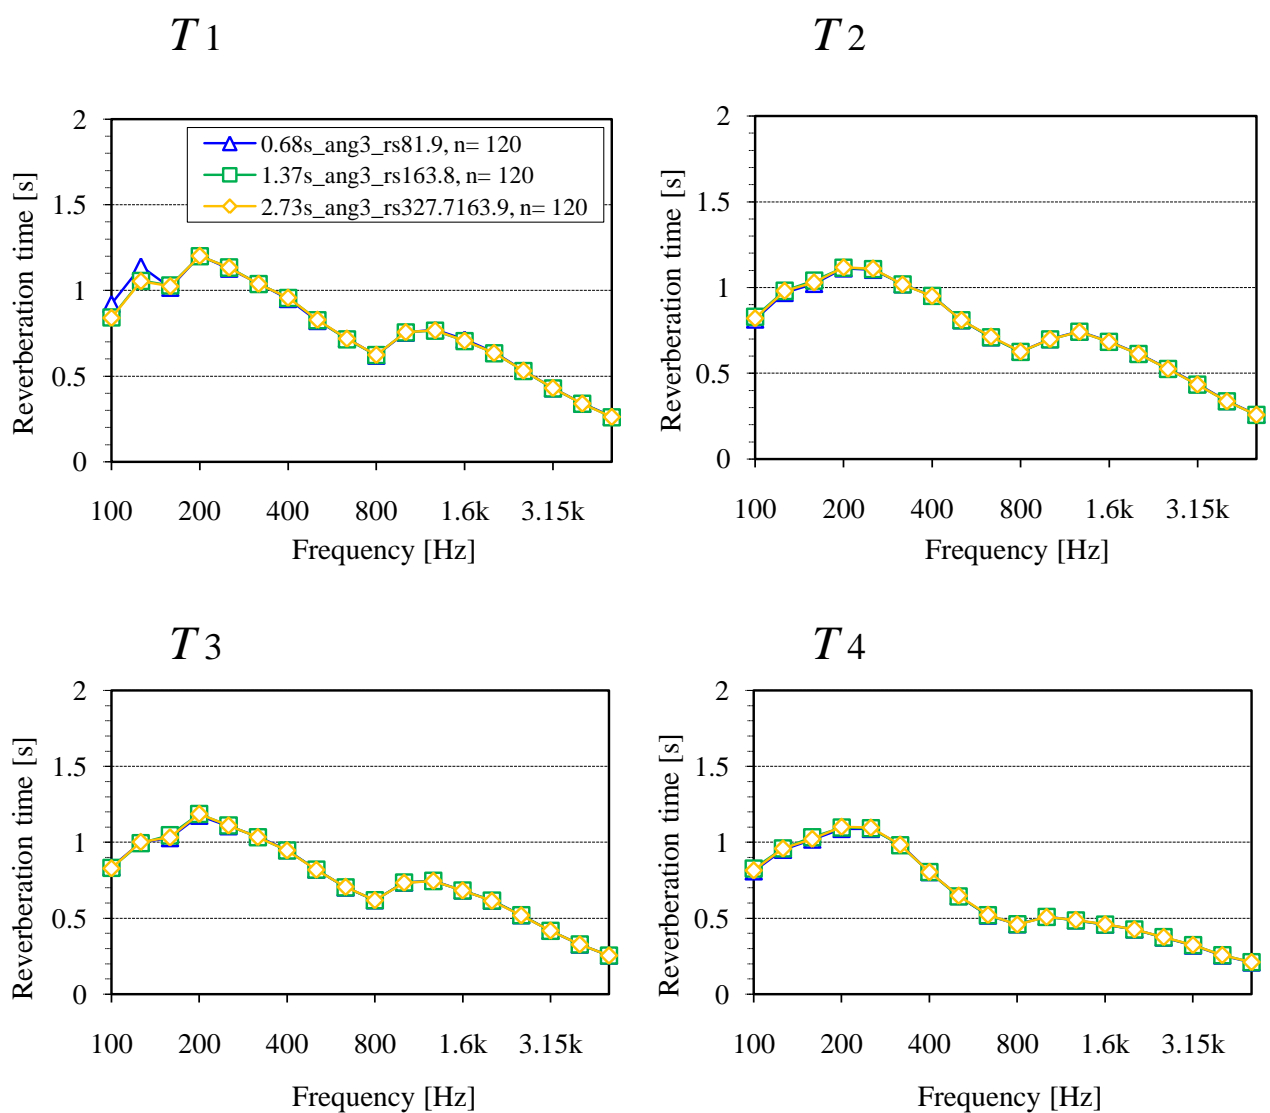 T 1
2
1.5
1
0.5
0
Reverberation time [s]
0.68s_ang3_rs81.9, n= 120
1.37s_ang3_rs163.8, n= 120
2.73s_ang3_rs327.7163.9, n= 120
100 200 400 800 1.6k 3.15k
Frequency [Hz]
T 2
2
1.5
1
0.5
0
Reverberation time [s]
100 200 400 800 1.6k 3.15k
Frequency [Hz]
T 3
2
1.5
1
0.5
0
Reverberation time [s]
100 200 400 800 1.6k 3.15k
Frequency [Hz]
T 4
2
1.5
1
0.5
0
Reverberation time [s]
100 200 400 800 1.6k 3.15k
Frequency [Hz]